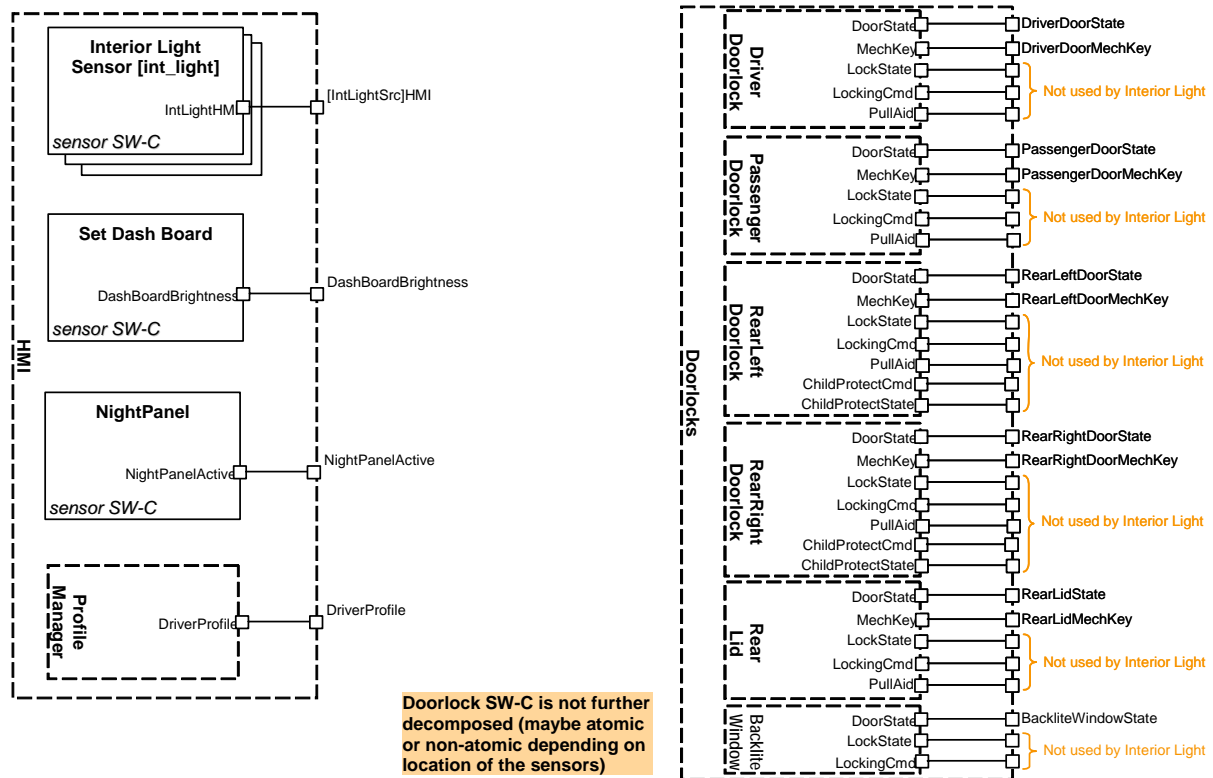 HMI
Interior Light
Sensor [int_light]
IntLightHMI
sensor SW-C
[IntLightSrc]HMI
Set Dash Board
DashBoardBrightness
sensor SW-C
DashBoardBrightness
NightPanel
NightPanelActive
sensor SW-C
NightPanelActive
Profile
Manager
DriverProfile
DriverProfile
Doorlock SW-C is not further
decomposed (maybe atomic
or non-atomic depending on
location of the sensors)
Doorlocks
Driver
Doorlock
DoorState
MechKey
LockState
LockingCmd
PullAid
DriverDoorState
DriverDoorMechKey
Not used by Interior Light
Passenger
Doorlock
DoorState
MechKey
LockState
LockingCmd
PullAid
PassengerDoorState
PassengerDoorMechKey
Not used by Interior Light
RearLeft
Doorlock
DoorState
MechKey
LockState
LockingCmd
PullAid
ChildProtectCmd
ChildProtectState
RearLeftDoorState
RearLeftDoorMechKey
Not used by Interior Light
RearRight
Doorlock
DoorState
MechKey
LockState
LockingCmd
PullAid
ChildProtectCmd
ChildProtectState
RearRightDoorState
RearRightDoorMechKey
Not used by Interior Light
Rear
Lid
DoorState
MechKey
LockState
LockingCmd
PullAid
RearLidState
RearLidMechKey
Not used by Interior Light
Backlite
Window
DoorState
LockState
LockingCmd
BackliteWindowState
Not used by Interior Light